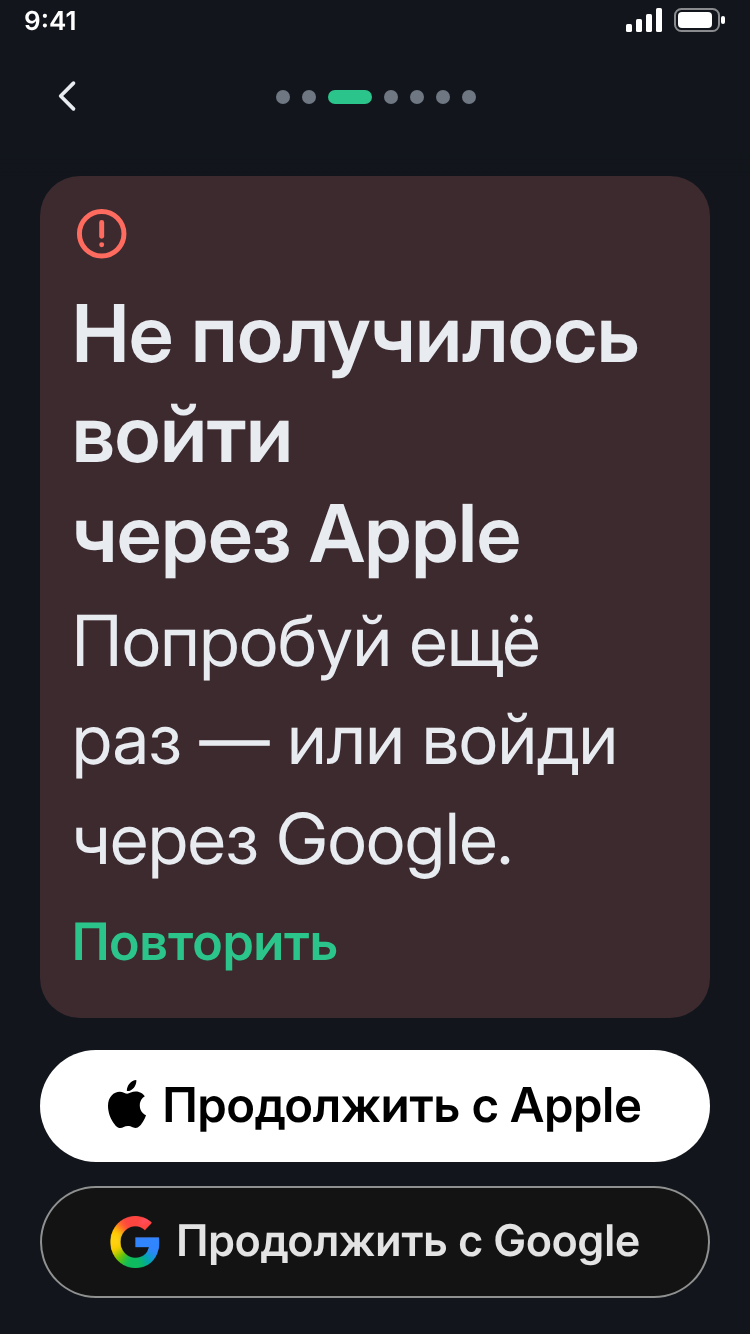 9:41
Не получилось
войти
через Apple
Попробуй ещё
раз — или войди
через Google.
Повторить
Продолжить с Apple
Продолжить с Google